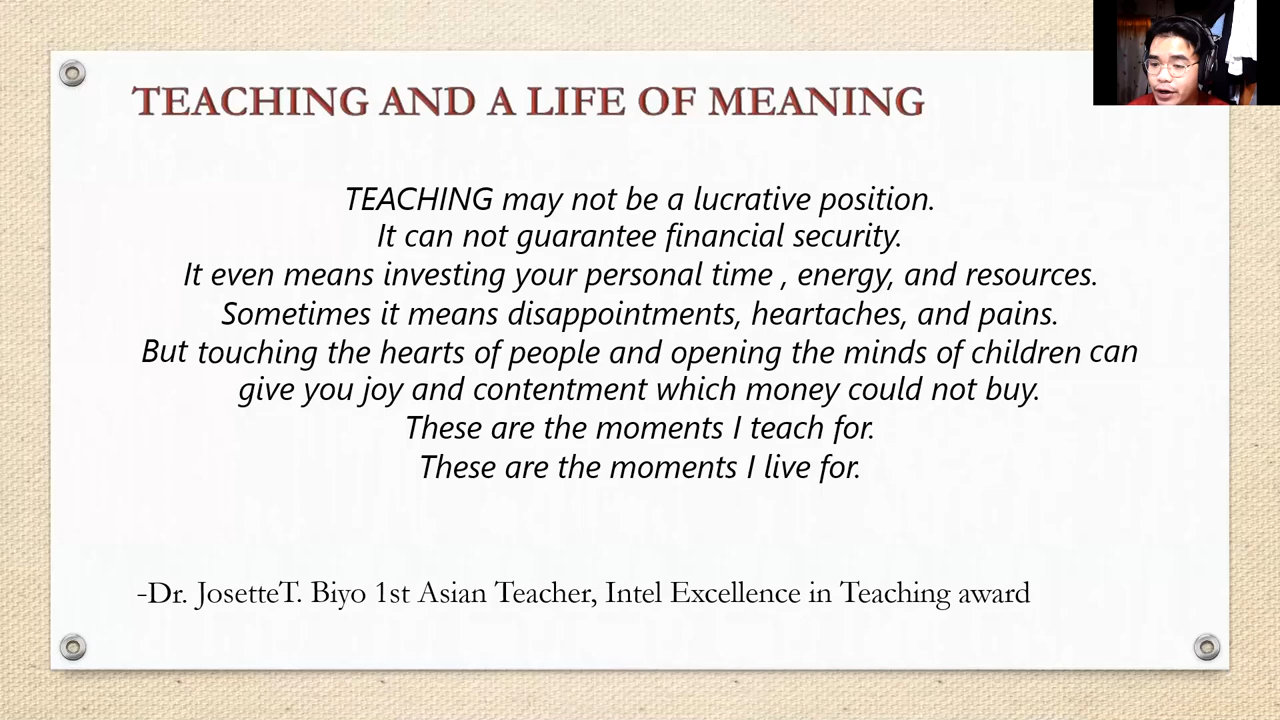 TEACHING AND A LIFE OF MEANING
TEACHING may not be a lucrative position.
It can not guarantee financial security.
It even means investing your personal time , energy, and resources.
Sometimes it means disappointments, heartaches, and pains.
But touching the hearts of people and opening the minds of children can
give you joy and contentment which money could not buy.
These are the moments I teach for.
These are the moments I live for.
-Dr. JosetteT. Biyo 1st Asian Teacher, Intel Excellence in Teaching award